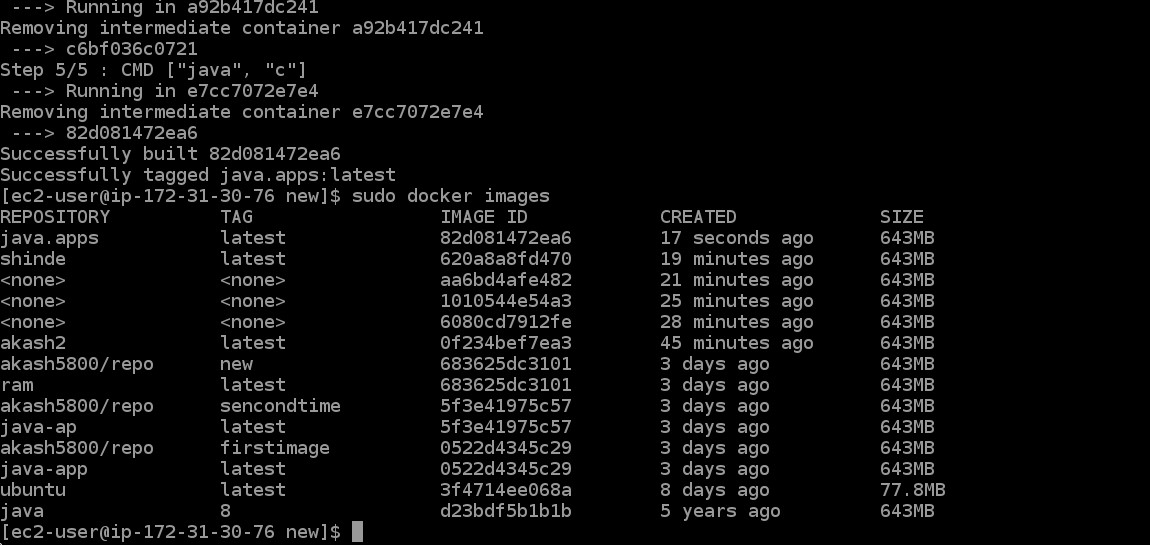 ---> Running in a92b417dc241
Removing intermediate container a92b417dc241
---> c6bf036c0721
Step 5/5 : CMD ["java", "c"]
---> Running in e7cc7072e7e4
Removing intermediate container e7cc7072e7e4
---> 82d081472ea6
Successfully built 82d081472ea6
Successfully tagged java.apps:latest
[ec2-user@ip-172-31-30-76 new]$ sudo docker images
REPOSITORY TAG IMAGE ID CREATED SIZE
java.apps latest 82d081472ea6 17 seconds ago 643MB
shinde latest 620a8a8fd470 19 minutes ago 643MB
<none> <none> aa6bd4afe482 21 minutes ago 643MB
<none> <none> 1010544e54a3 25 minutes ago 643MB
<none> <none> 6080cd7912fe 28 minutes ago 643MB
akash2 latest 0f234bef7ea3 45 minutes ago 643MB
akash5800/repo new 683625dc3101 3 days ago 643MB
ram latest 683625dc3101 3 days ago 643MB
akash5800/repo sencondtime 5f3e41975c57 3 days ago 643MB
java-ap latest 5f3e41975c57 3 days ago 643MB
akash5800/repo firstimage 0522d4345c29 3 days ago 643MB
java-app latest 0522d4345c29 3 days ago 643MB
ubuntu latest 3f4714ee068a 8 days ago 77.8MB
java 8 d23bdf5b1b1b 5 years ago 643MB
[ec2-user@ip-172-31-30-76 new]$